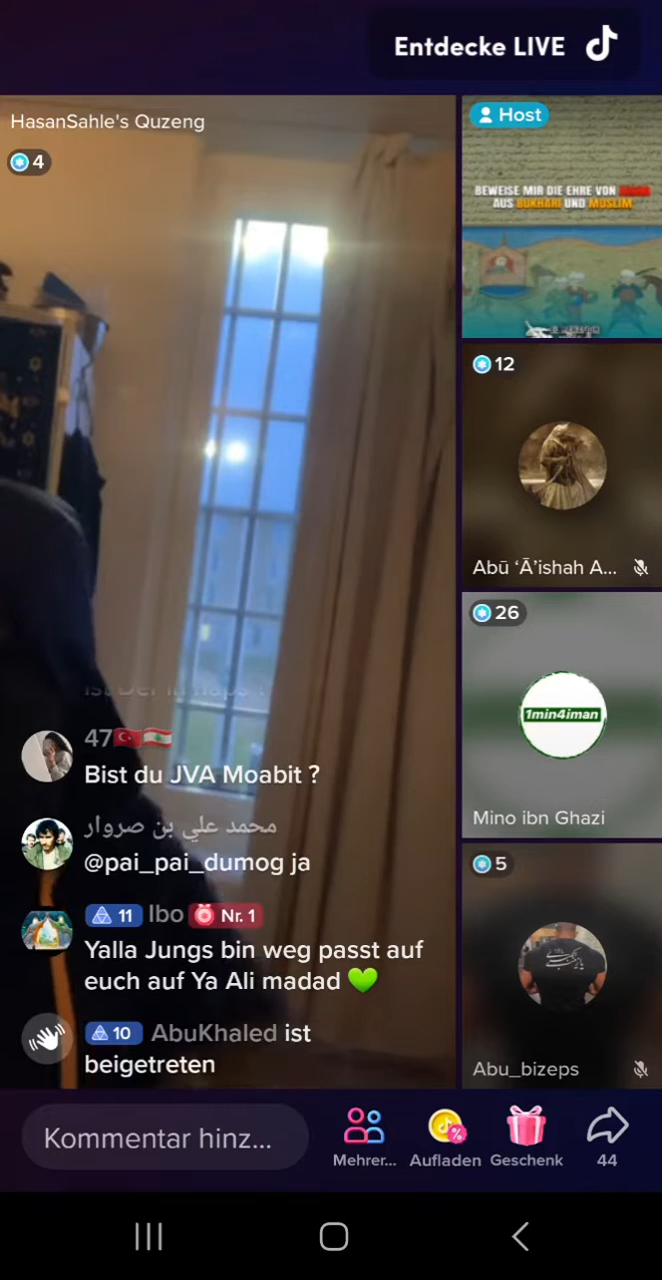 Entdecke LIVE
HasanSahle's Quzeng
4
Host
BEWEISE MIR DIE EHRE VON
AUS BUKHARI UND MUSLIM
12
Abū ‘Ā’ishah A...
26
1min4iman
Mino ibn Ghazi
5
Abu_bizeps
47
Bist du JVA Moabit ?
محمد علي بن صروار
@pai_pai_dumog ja
11 Ibo Nr. 1
Yalla Jungs bin weg passt auf
euch auf Ya Ali madad 💚
10 AbuKhaled ist
beigetreten
Kommentar hinz...
Mehrer...
Aufladen
Geschenk
44